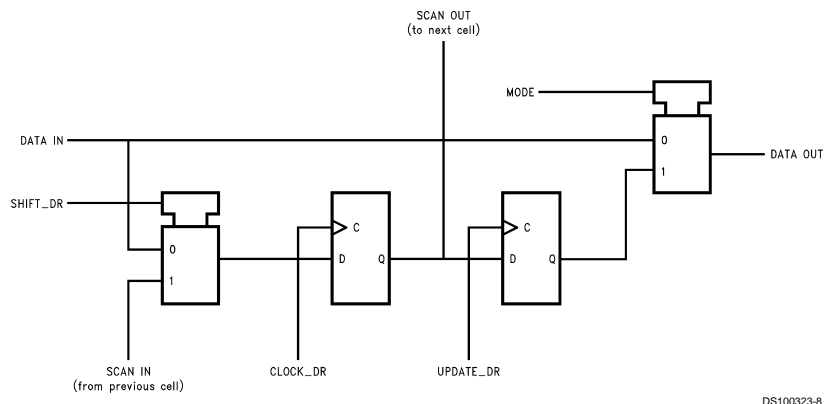 SCAN OUT
(to next cell)
MODE
DATA IN
0
DATA OUT
1
SHIFT_DR
C
C
0
D
Q
D
Q
1
SCAN IN
(from previous cell)
CLOCK_DR
UPDATE_DR
DS100323-8